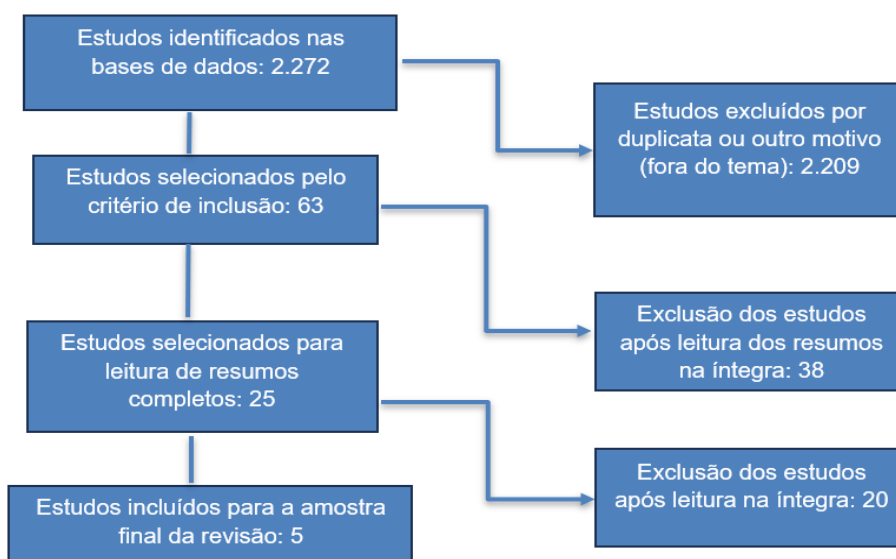 Estudos identificados nas
bases de dados: 2.272
Estudos excluídos por
duplicata ou outro motivo
(fora do tema): 2.209
Estudos selecionados pelo
critério de inclusão: 63
Exclusão dos estudos
após leitura dos resumos
na íntegra: 38
Estudos selecionados para
leitura de resumos
completos: 25
Exclusão dos estudos
após leitura na íntegra: 20
Estudos incluídos para a amostra
final da revisão: 5